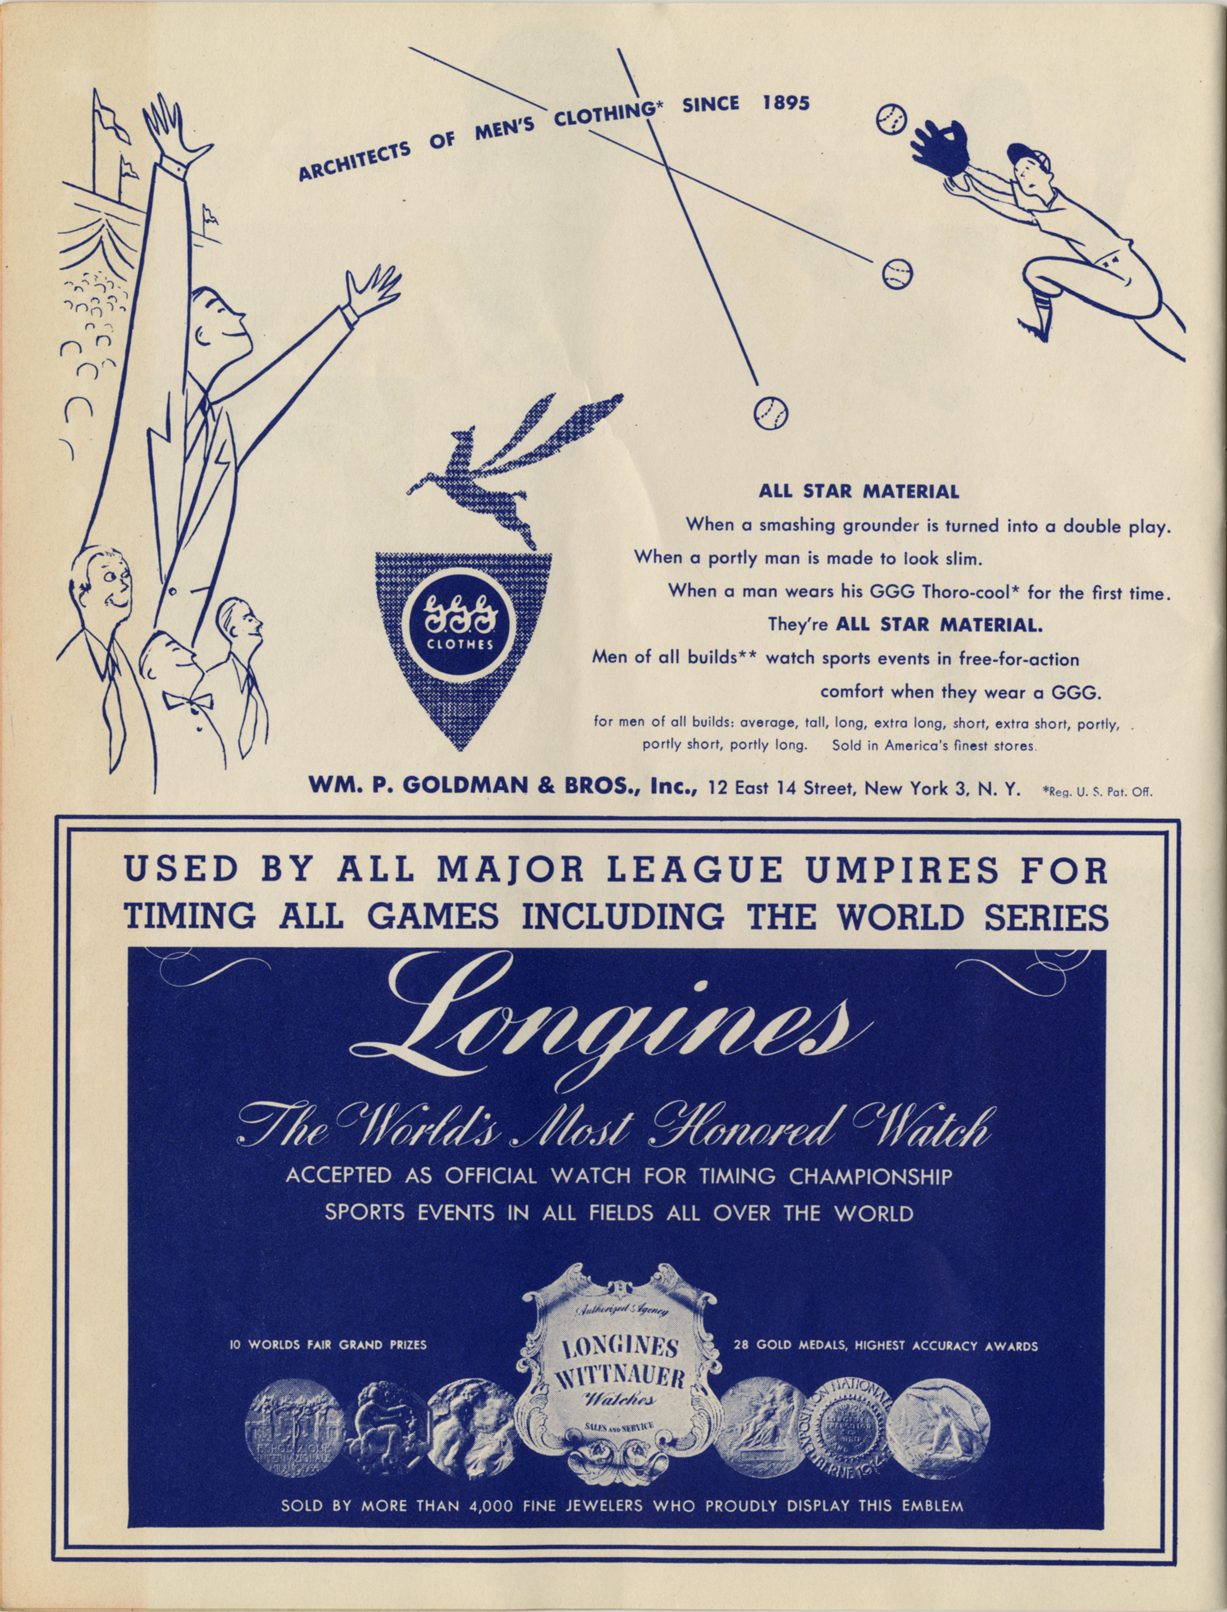 ARCHITECTS OF MEN'S CLOTHING* SINCE 1895
G.G.G
CLOTHES
ALL STAR MATERIAL
When a smashing grounder is turned into a double play.
When a portly man is made to look slim.
When a man wears his GGG Thoro-cool* for the first time.
They're ALL STAR MATERIAL.
Men of all builds** watch sports events in free-for-action
comfort when they wear a GGG.
for men of all builds: average, tall, long, extra long, short, extra short, portly,
portly short, portly long. Sold in America's finest stores.
WM. P. GOLDMAN & BROS., Inc., 12 East 14 Street, New York 3, N. Y. *Reg. U. S. Pat. Off.
USED BY ALL MAJOR LEAGUE UMPIRES FOR
TIMING ALL GAMES INCLUDING THE WORLD SERIES
Longines
The World's Most Honored Watch
ACCEPTED AS OFFICIAL WATCH FOR TIMING CHAMPIONSHIP
SPORTS EVENTS IN ALL FIELDS ALL OVER THE WORLD
10 WORLDS FAIR GRAND PRIZES
Authorized Agency
LONGINES
WITTNAUER
Watches
SALES AND SERVICE
28 GOLD MEDALS, HIGHEST ACCURACY AWARDS
EXPOSITION NATIONALE
BERNE 1914
SOLD BY MORE THAN 4,000 FINE JEWELERS WHO PROUDLY DISPLAY THIS EMBLEM